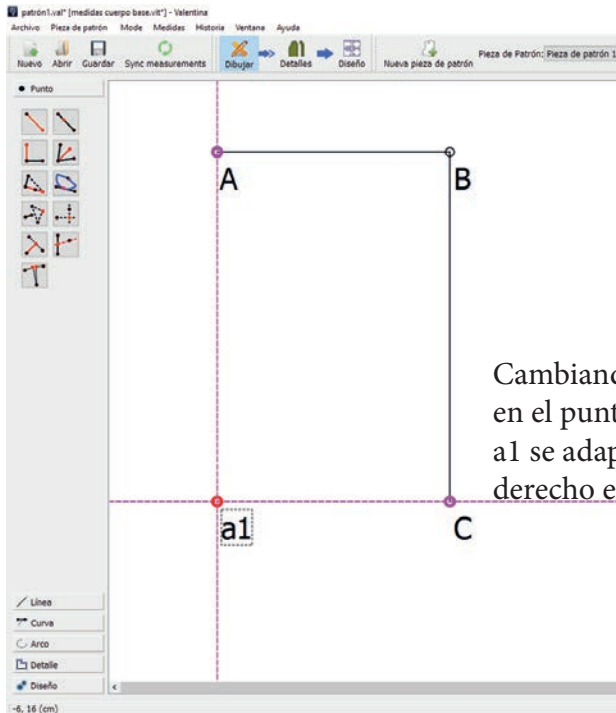 patrón1.val* [medidas cuerpo base.vit*] - Valentina
Archivo Pieza de patrón Mode Medidas Historia Ventana Ayuda
Nuevo Abrir Guardar Sync measurements Dibujar Detalles Diseño Nueva pieza de patrón Pieza de Patrón: Pieza de patrón 1
Punto
A
B
Cambiand
en el punt
a1 se adap
derecho e
a1
C
Línea
Curva
Arco
Detalle
Diseño
-6, 16 (cm)